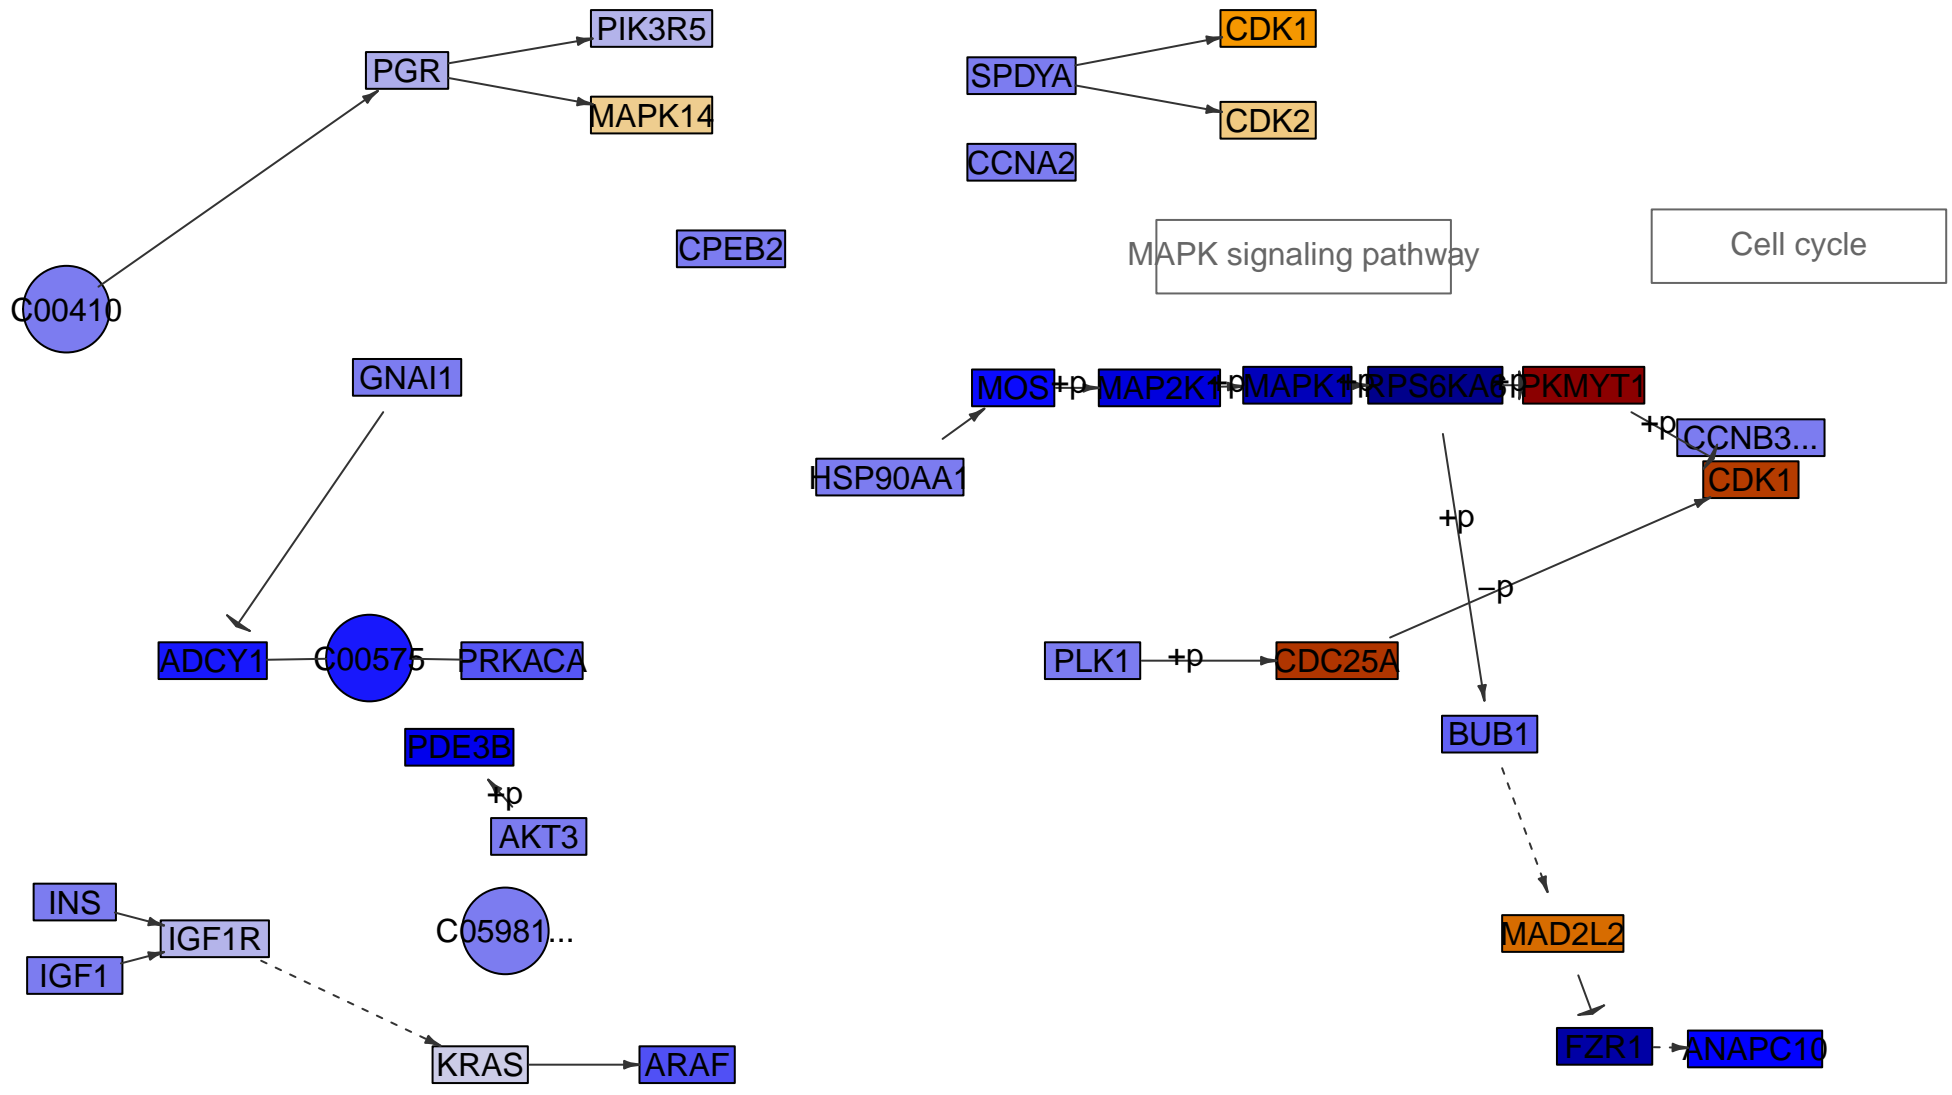 PIK3R5
CDK1
PGR
SPDYA
MAPK14
CDK2
CCNA2
CPEB2
MAPK signaling pathway
Cell cycle
C00410
GNAI1
MOS
+p
MAP2K1
+p
MAPK1
+p
RPS6KA6
+p
PKMYT1
+p
CCNB3...
HSP90AA1
CDK1
+p
−p
ADCY1
C00575
PRKACA
PLK1
+p
CDC25A
BUB1
PDE3B
+p
AKT3
INS
IGF1R
C05981...
MAD2L2
IGF1
KRAS
ARAF
FZR1
ANAPC10